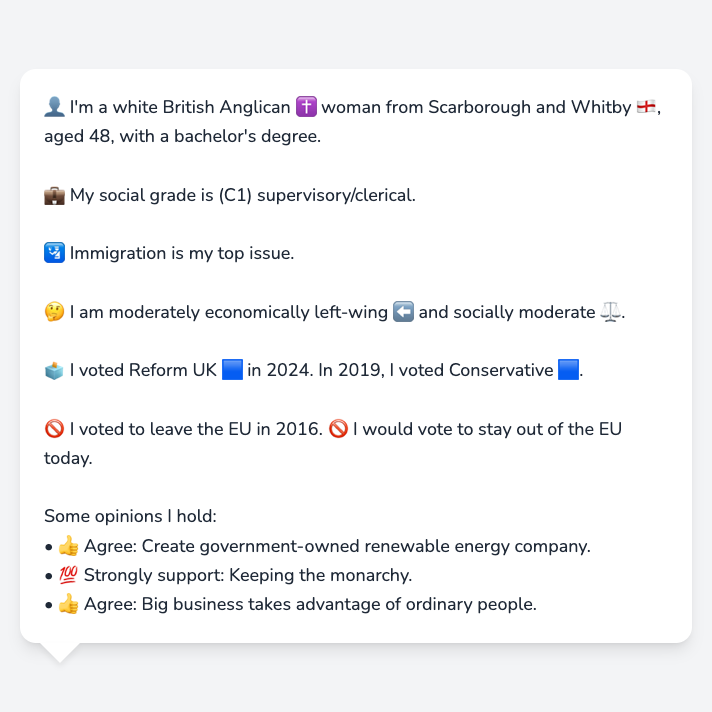 👤 I'm a white British Anglican ✝️ woman from Scarborough and Whitby 🏴󠁧󠁢󠁥󠁮󠁧󠁿,
aged 48, with a bachelor's degree.
💼 My social grade is (C1) supervisory/clerical.
🛂 Immigration is my top issue.
🤔 I am moderately economically left-wing ⬅️ and socially moderate ⚖️.
🗳️ I voted Reform UK 🟦 in 2024. In 2019, I voted Conservative 🟦.
🚫 I voted to leave the EU in 2016. 🚫 I would vote to stay out of the EU
today.
Some opinions I hold:
• 👍 Agree: Create government-owned renewable energy company.
• 💯 Strongly support: Keeping the monarchy.
• 👍 Agree: Big business takes advantage of ordinary people.